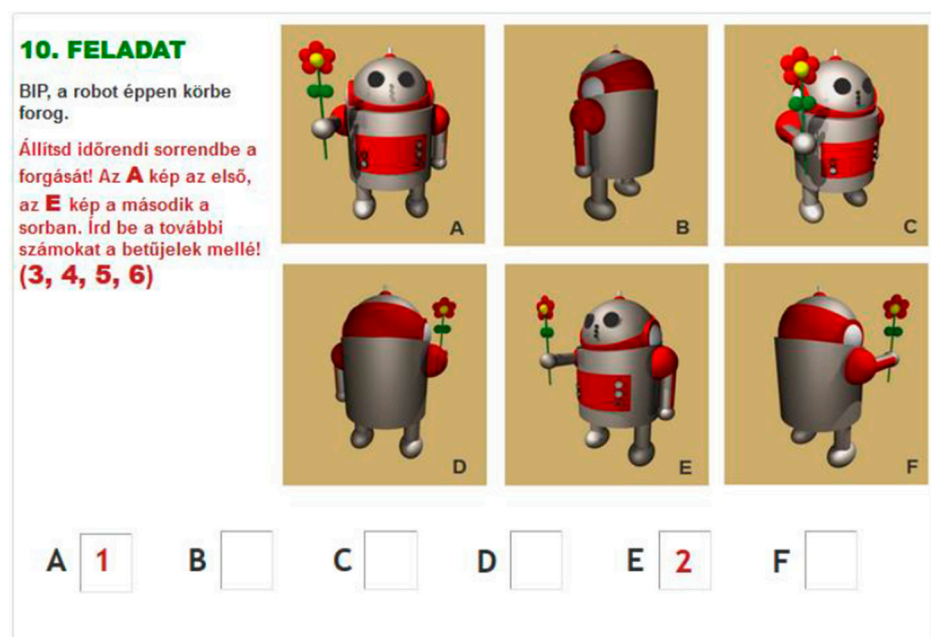 10. FELADAT
BIP, a robot éppen körbe
forog.
Állítsd időrendi sorrendbe a
forgását! Az A kép az első,
az E kép a második a
sorban. Írd be a további
számokat a betűjelek mellé!
(3, 4, 5, 6)
A
B
C
D
E
F
A 1 B C D E 2 F